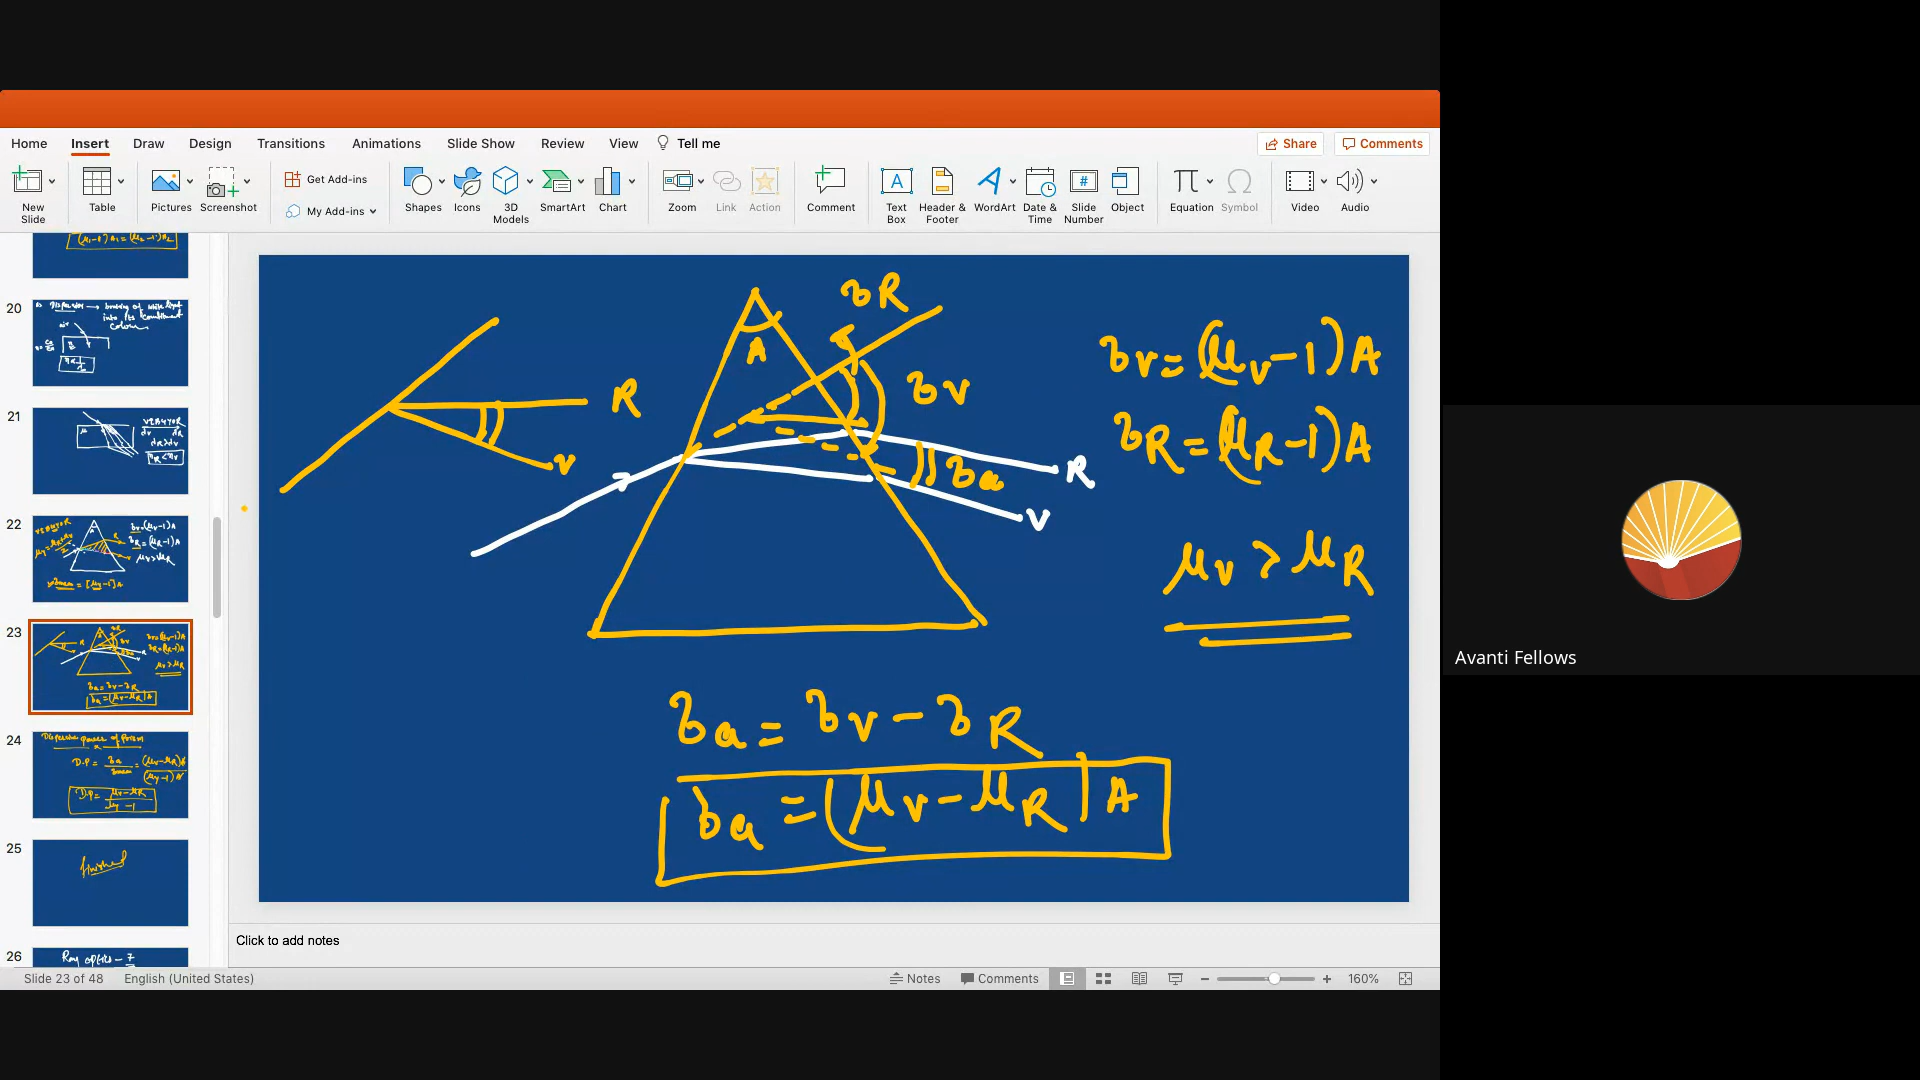 Home Insert Draw Design Transitions Animations Slide Show Review View Tell me Share Comments
New Slide Table Pictures Screenshot Get Add-ins My Add-ins Shapes Icons 3D Models SmartArt Chart Zoom Link Action Comment Text Box Header & Footer WordArt Date & Time Slide Number Object Equation Symbol Video Audio
20
21
22
23
24
25
finished
26
Ray optics - 7
R
V
A
δR
δV
δa
R
V
δV = (μV - 1) A
δR = (μR - 1) A
μV > μR
δa = δV - δR
δa = (μV - μR) A
Avanti Fellows
Click to add notes
Slide 23 of 48 English (United States) Notes Comments 160%